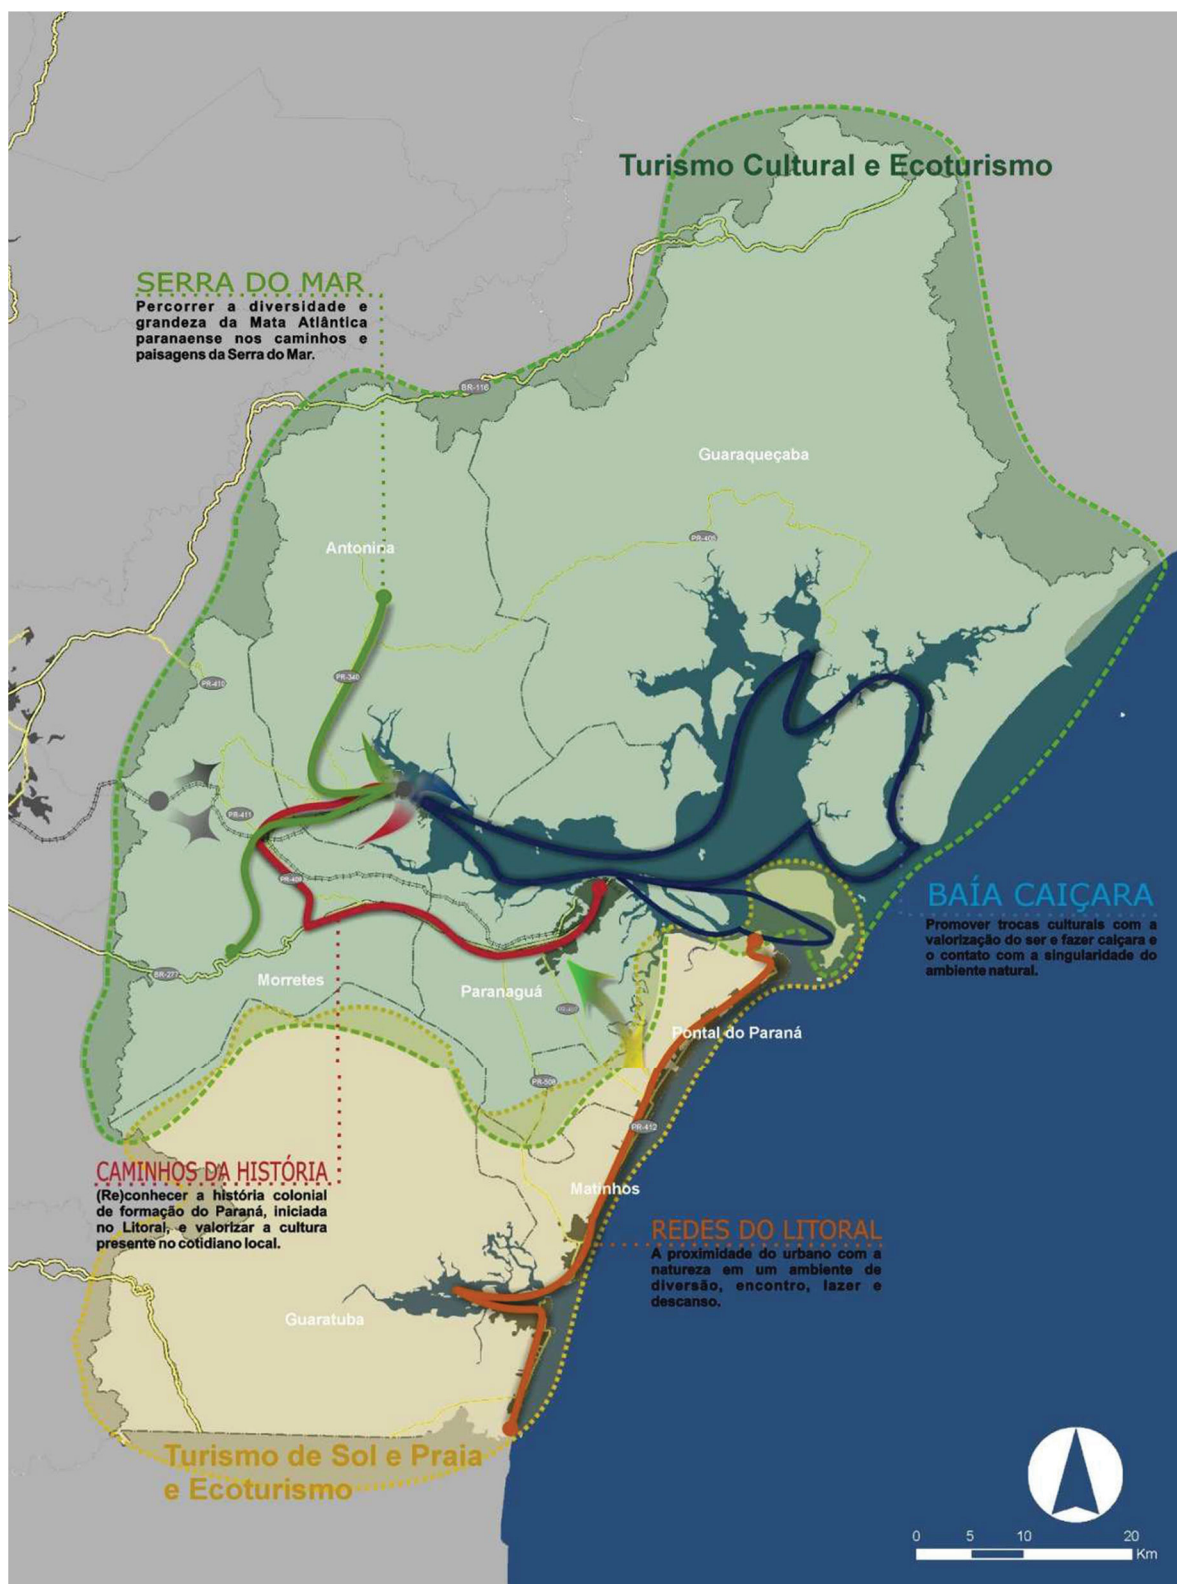 Turismo Cultural e Ecoturismo
SERRA DO MAR
Percorrer a diversidade e
grandeza da Mata Atlântica
paranaense nos caminhos e
paisagens da Serra do Mar.
BR-116
Guaraqueçaba
Antonina
PR-405
PR-410
PR-340
PR-411
PR-408
BAÍA CAIÇARA
Promover trocas culturais com a
valorização do ser e fazer caiçara e
o contato com a singularidade do
ambiente natural.
BR-277
Morretes
Paranaguá
PR-407
Pontal do Paraná
PR-508
PR-412
CAMINHOS DA HISTÓRIA
(Re)conhecer a história colonial
de formação do Paraná, iniciada
no Litoral, e valorizar a cultura
presente no cotidiano local.
Matinhos
REDES DO LITORAL
A proximidade do urbano com a
natureza em um ambiente de
diversão, encontro, lazer e
descanso.
Guaratuba
Turismo de Sol e Praia
e Ecoturismo
0 5 10 20
Km